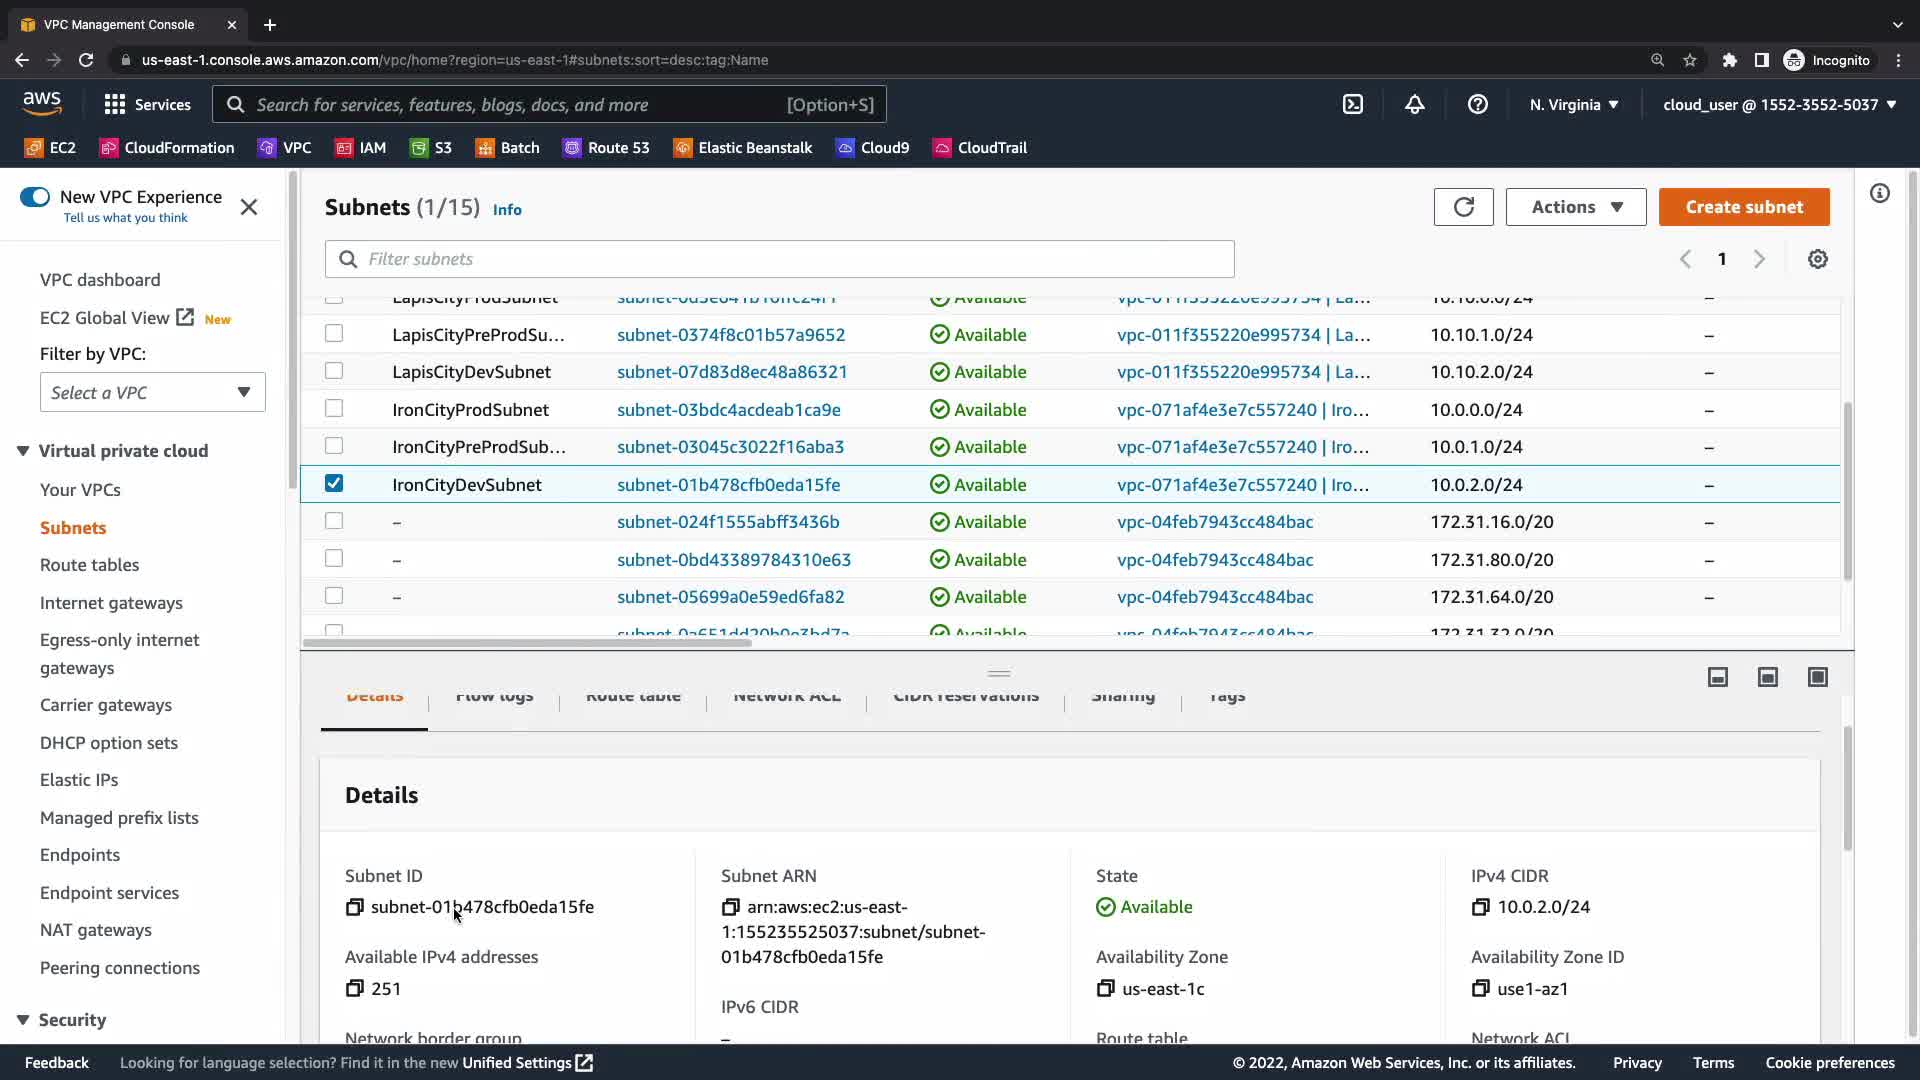 VPC Management Console
us-east-1.console.aws.amazon.com/vpc/home?region=us-east-1#subnets:sort=desc:tag:Name
Incognito
aws
Services
Search for services, features, blogs, docs, and more [Option+S]
N. Virginia
cloud_user @ 1552-3552-5037
EC2 CloudFormation VPC IAM S3 Batch Route 53 Elastic Beanstalk Cloud9 CloudTrail
New VPC Experience
Tell us what you think
VPC dashboard
EC2 Global View New
Filter by VPC:
Select a VPC
Virtual private cloud
Your VPCs
Subnets
Route tables
Internet gateways
Egress-only internet
gateways
Carrier gateways
DHCP option sets
Elastic IPs
Managed prefix lists
Endpoints
Endpoint services
NAT gateways
Peering connections
Security
Subnets (1/15) Info
Actions
Create subnet
Filter subnets
1
LapisCityProdSubnet Available vpc-011f355220e995734 | La... 10.10.0.0/24 –
LapisCityPreProdSu... subnet-0374f8c01b57a9652 Available vpc-011f355220e995734 | La... 10.10.1.0/24 –
LapisCityDevSubnet subnet-07d83d8ec48a86321 Available vpc-011f355220e995734 | La... 10.10.2.0/24 –
IronCityProdSubnet subnet-03bdc4acdeab1ca9e Available vpc-071af4e3e7c557240 | Iro... 10.0.0.0/24 –
IronCityPreProdSub... subnet-03045c3022f16aba3 Available vpc-071af4e3e7c557240 | Iro... 10.0.1.0/24 –
IronCityDevSubnet subnet-01b478cfb0eda15fe Available vpc-071af4e3e7c557240 | Iro... 10.0.2.0/24 –
– subnet-024f1555abff3436b Available vpc-04feb7943cc484bac 172.31.16.0/20 –
– subnet-0bd43389784310e63 Available vpc-04feb7943cc484bac 172.31.80.0/20 –
– subnet-05699a0e59ed6fa82 Available vpc-04feb7943cc484bac 172.31.64.0/20 –
Available vpc-04feb7943cc484bac 172.31.32.0/20
Details Flow logs Route table Network ACL CIDR reservations Sharing Tags
Details
Subnet ID
subnet-01b478cfb0eda15fe
Available IPv4 addresses
251
Network border group
Subnet ARN
arn:aws:ec2:us-east-
1:155235525037:subnet/subnet-
01b478cfb0eda15fe
IPv6 CIDR
–
State
Available
Availability Zone
us-east-1c
Route table
IPv4 CIDR
10.0.2.0/24
Availability Zone ID
use1-az1
Network ACL
Feedback
Looking for language selection? Find it in the new Unified Settings
© 2022, Amazon Web Services, Inc. or its affiliates.
Privacy
Terms
Cookie preferences